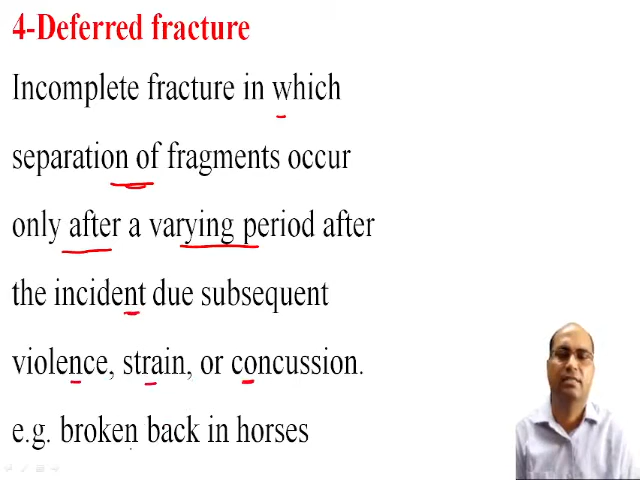 4-Deferred fracture
Incomplete fracture in which
separation of fragments occur
only after a varying period after
the incident due subsequent
violence, strain, or concussion.
e.g. broken back in horses